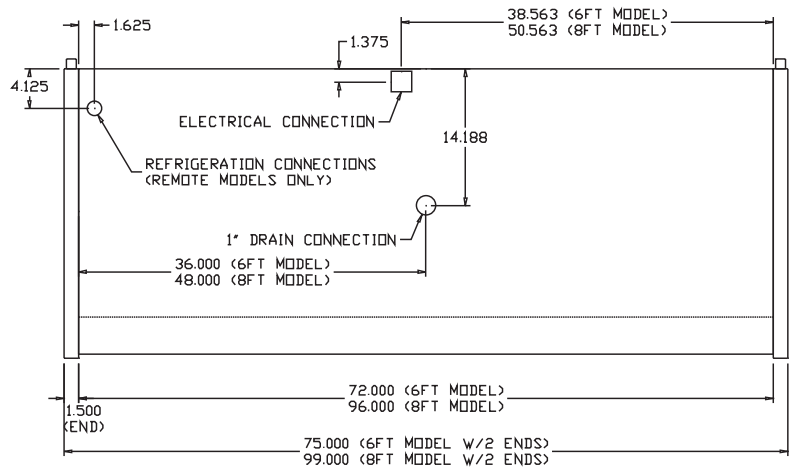 38.563 (6FT MODEL)
50.563 (8FT MODEL)
1.625
1.375
4.125
ELECTRICAL CONNECTION
14.188
REFRIGERATION CONNECTIONS
(REMOTE MODELS ONLY)
1" DRAIN CONNECTION
36.000 (6FT MODEL)
48.000 (8FT MODEL)
72.000 (6FT MODEL)
96.000 (8FT MODEL)
1.500
(END)
75.000 (6FT MODEL W/2 ENDS)
99.000 (8FT MODEL W/2 ENDS)